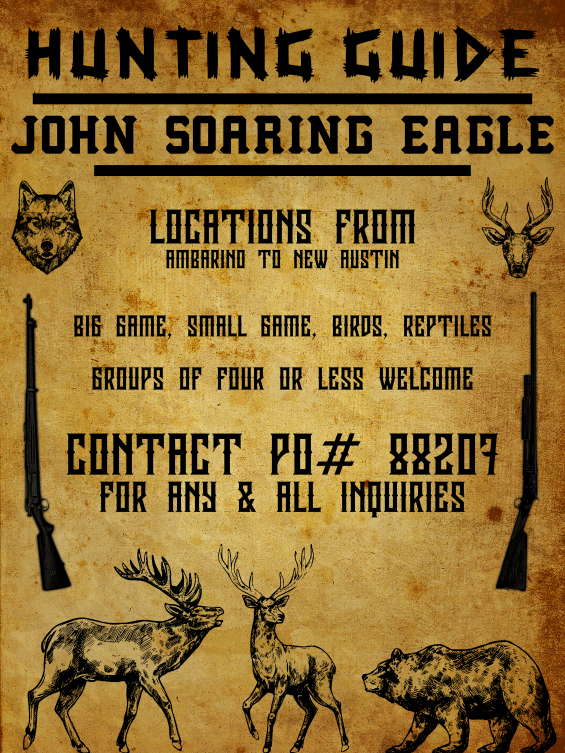 HUNTING GUIDE
JOHN SOARING EAGLE
LOCATIONS FROM
AMBARINO TO NEW AUSTIN
BIG GAME, SMALL GAME, BIRDS, REPTILES
GROUPS OF FOUR OR LESS WELCOME
CONTACT PO# 88207
FOR ANY & ALL INQUIRIES